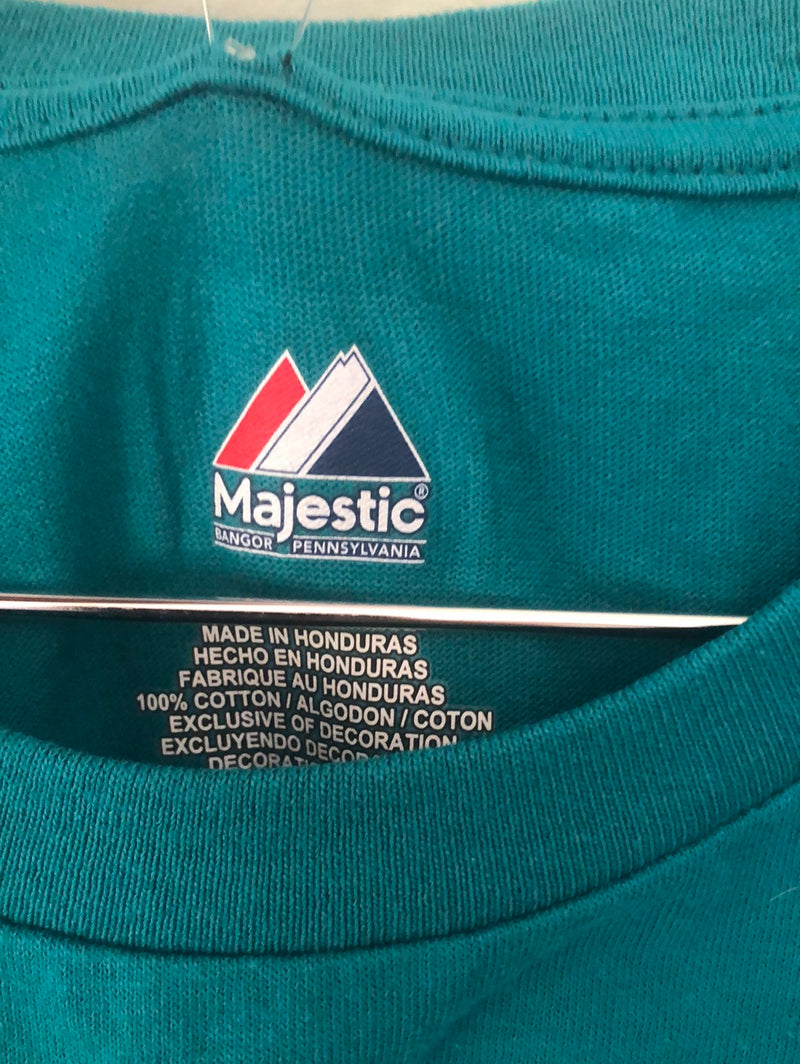 Majestic®
BANGOR PENNSYLVANIA
MADE IN HONDURAS
HECHO EN HONDURAS
FABRIQUE AU HONDURAS
100% COTTON / ALGODON / COTON
EXCLUSIVE OF DECORATION
EXCLUYENDO